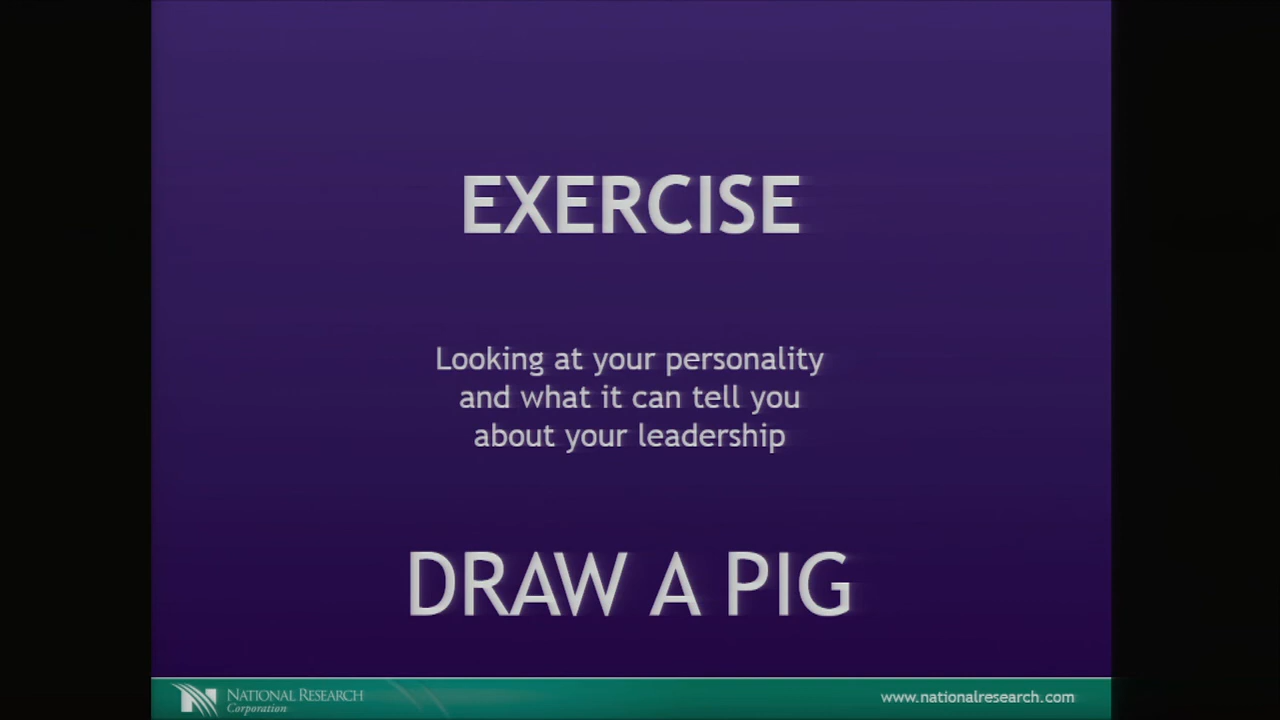 EXERCISE
Looking at your personality
and what it can tell you
about your leadership
DRAW A PIG
NATIONAL RESEARCH
Corporation
www.nationalresearch.com